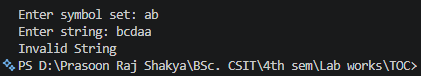 Enter symbol set: ab
Enter string: bcdaa
Invalid String
PS D:\Prasoon Raj Shakya\BSc. CSIT\4th sem\Lab works\TOC>